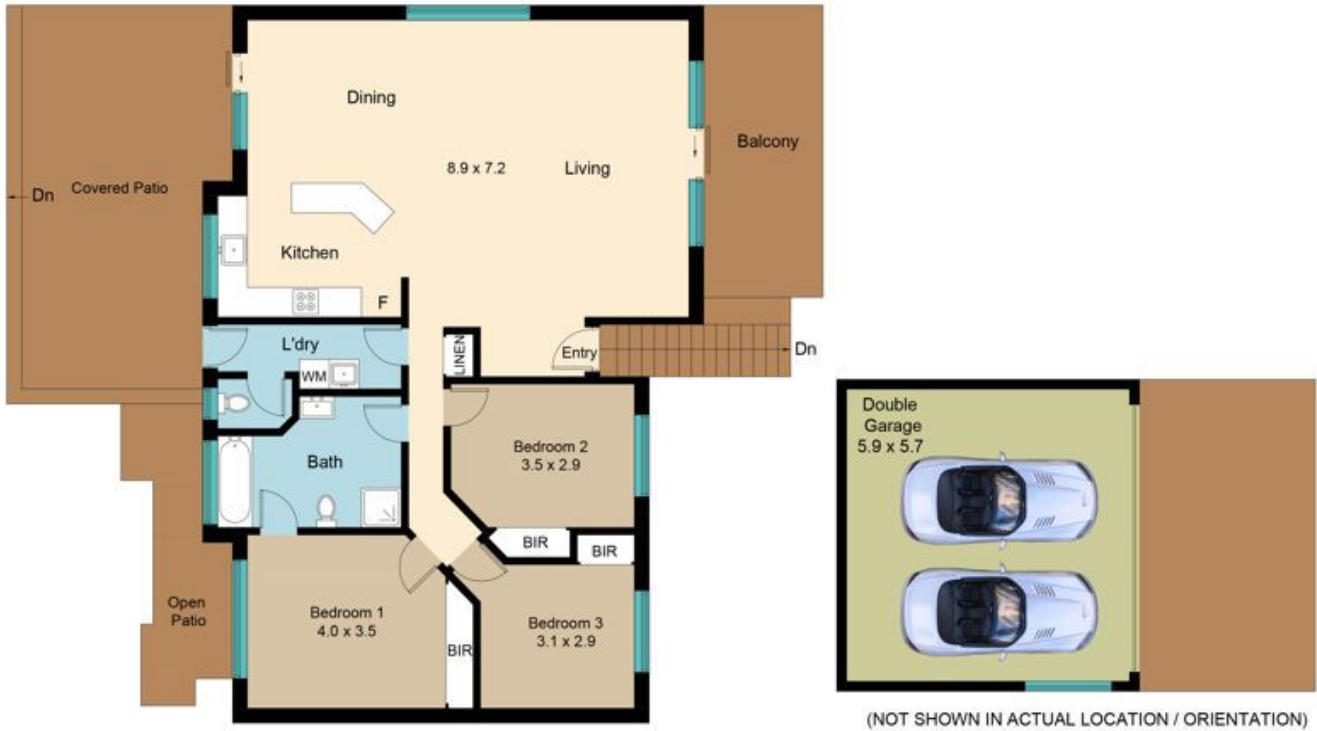 Dining
Balcony
8.9 x 7.2
Living
Covered Patio
Dn
Kitchen
F
L'dry
Entry
Dn
LINEN
WM
Double
Garage
5.9 x 5.7
Bedroom 2
3.5 x 2.9
Bath
BIR
BIR
Open
Patio
Bedroom 1
4.0 x 3.5
Bedroom 3
3.1 x 2.9
BIR
(NOT SHOWN IN ACTUAL LOCATION / ORIENTATION)